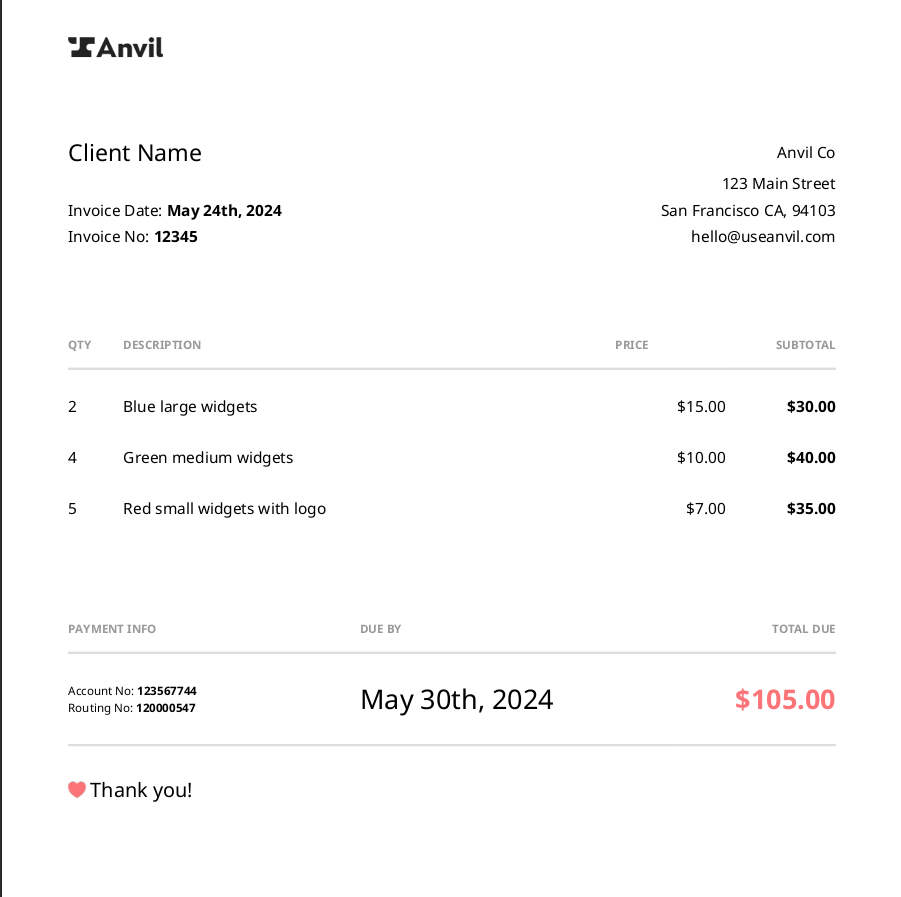 Anvil
Client Name
Anvil Co
123 Main Street
Invoice Date: May 24th, 2024
San Francisco CA, 94103
Invoice No: 12345
hello@useanvil.com
QTY DESCRIPTION PRICE SUBTOTAL
2 Blue large widgets $15.00 $30.00
4 Green medium widgets $10.00 $40.00
5 Red small widgets with logo $7.00 $35.00
PAYMENT INFO DUE BY TOTAL DUE
Account No: 123567744
Routing No: 120000547
May 30th, 2024
$105.00
Thank you!